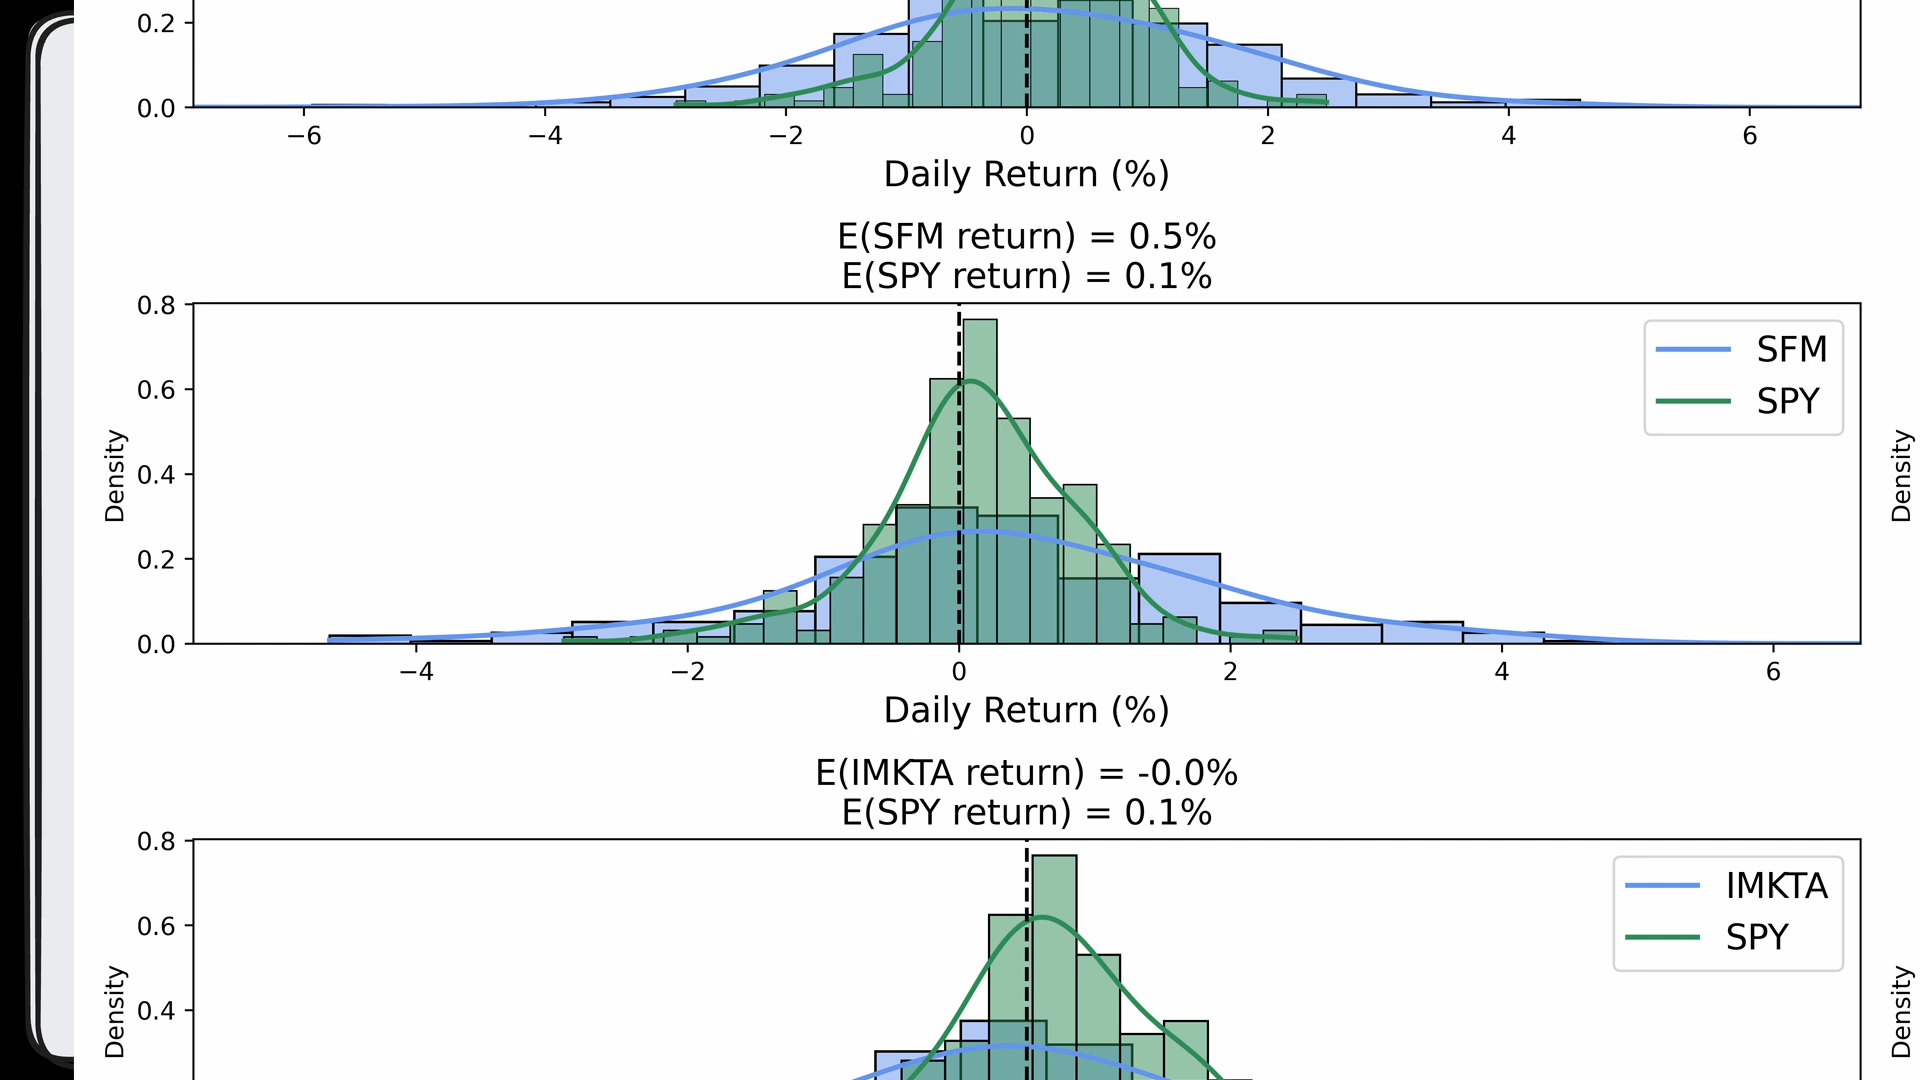 0.2
0.0
−6 −4 −2 0 2 4 6
Daily Return (%)
E(SFM return) = 0.5%
E(SPY return) = 0.1%
0.8
SFM
SPY
0.6
0.4
0.2
0.0
Density
Density
−4 −2 0 2 4 6
Daily Return (%)
E(IMKTA return) = -0.0%
E(SPY return) = 0.1%
0.8
IMKTA
SPY
0.6
0.4
Density
Density